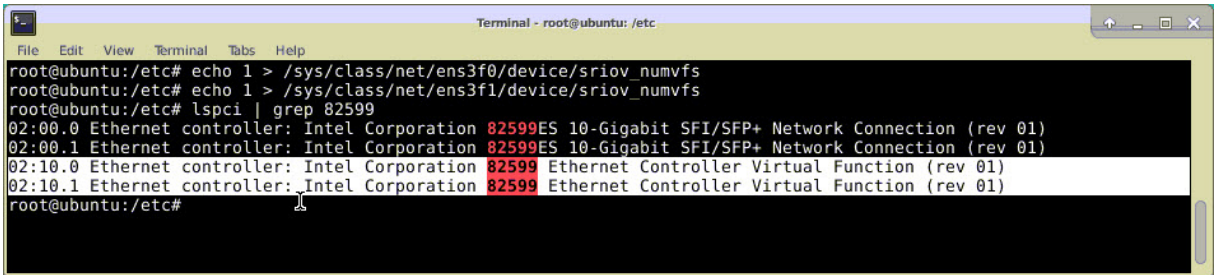 Terminal - root@ubuntu: /etc
File Edit View Terminal Tabs Help
root@ubuntu:/etc# echo 1 > /sys/class/net/ens3f0/device/sriov_numvfs
root@ubuntu:/etc# echo 1 > /sys/class/net/ens3f1/device/sriov_numvfs
root@ubuntu:/etc# lspci | grep 82599
02:00.0 Ethernet controller: Intel Corporation 82599ES 10-Gigabit SFI/SFP+ Network Connection (rev 01)
02:00.1 Ethernet controller: Intel Corporation 82599ES 10-Gigabit SFI/SFP+ Network Connection (rev 01)
02:10.0 Ethernet controller: Intel Corporation 82599 Ethernet Controller Virtual Function (rev 01)
02:10.1 Ethernet controller: Intel Corporation 82599 Ethernet Controller Virtual Function (rev 01)
root@ubuntu:/etc#